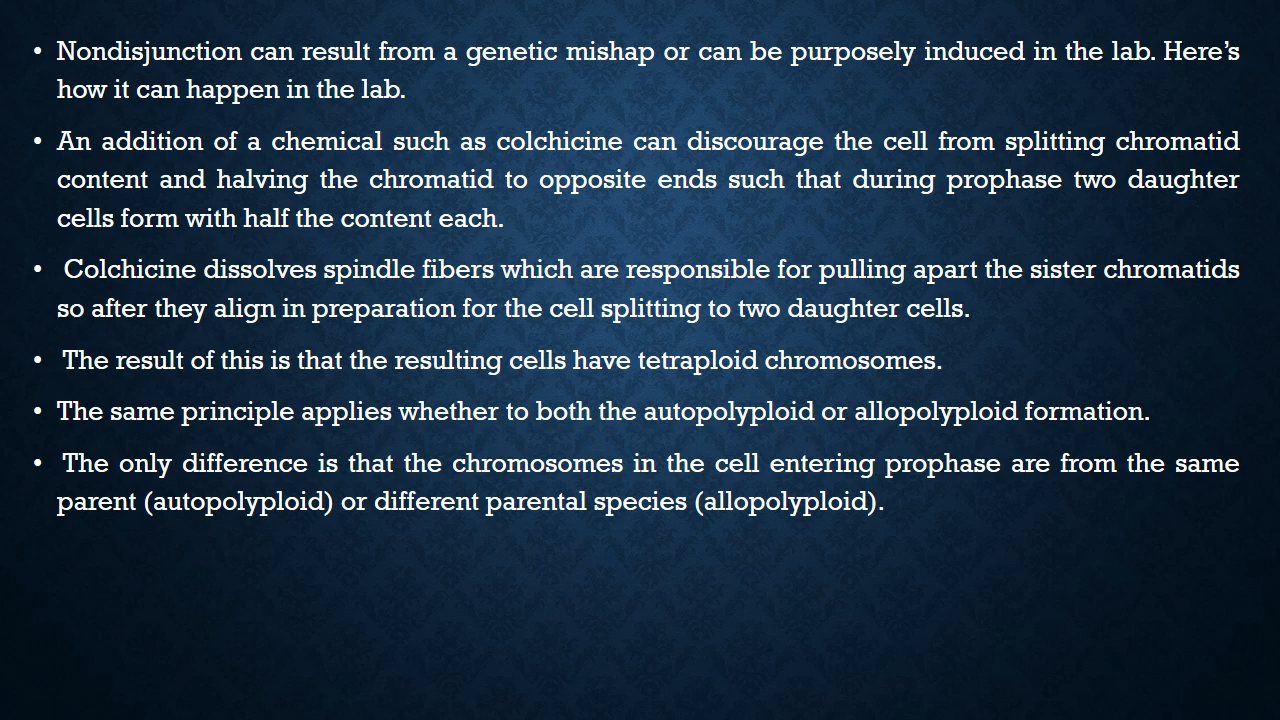 • Nondisjunction can result from a genetic mishap or can be purposely induced in the lab. Here’s
how it can happen in the lab.
• An addition of a chemical such as colchicine can discourage the cell from splitting chromatid
content and halving the chromatid to opposite ends such that during prophase two daughter
cells form with half the content each.
• Colchicine dissolves spindle fibers which are responsible for pulling apart the sister chromatids
so after they align in preparation for the cell splitting to two daughter cells.
• The result of this is that the resulting cells have tetraploid chromosomes.
• The same principle applies whether to both the autopolyploid or allopolyploid formation.
• The only difference is that the chromosomes in the cell entering prophase are from the same
parent (autopolyploid) or different parental species (allopolyploid).